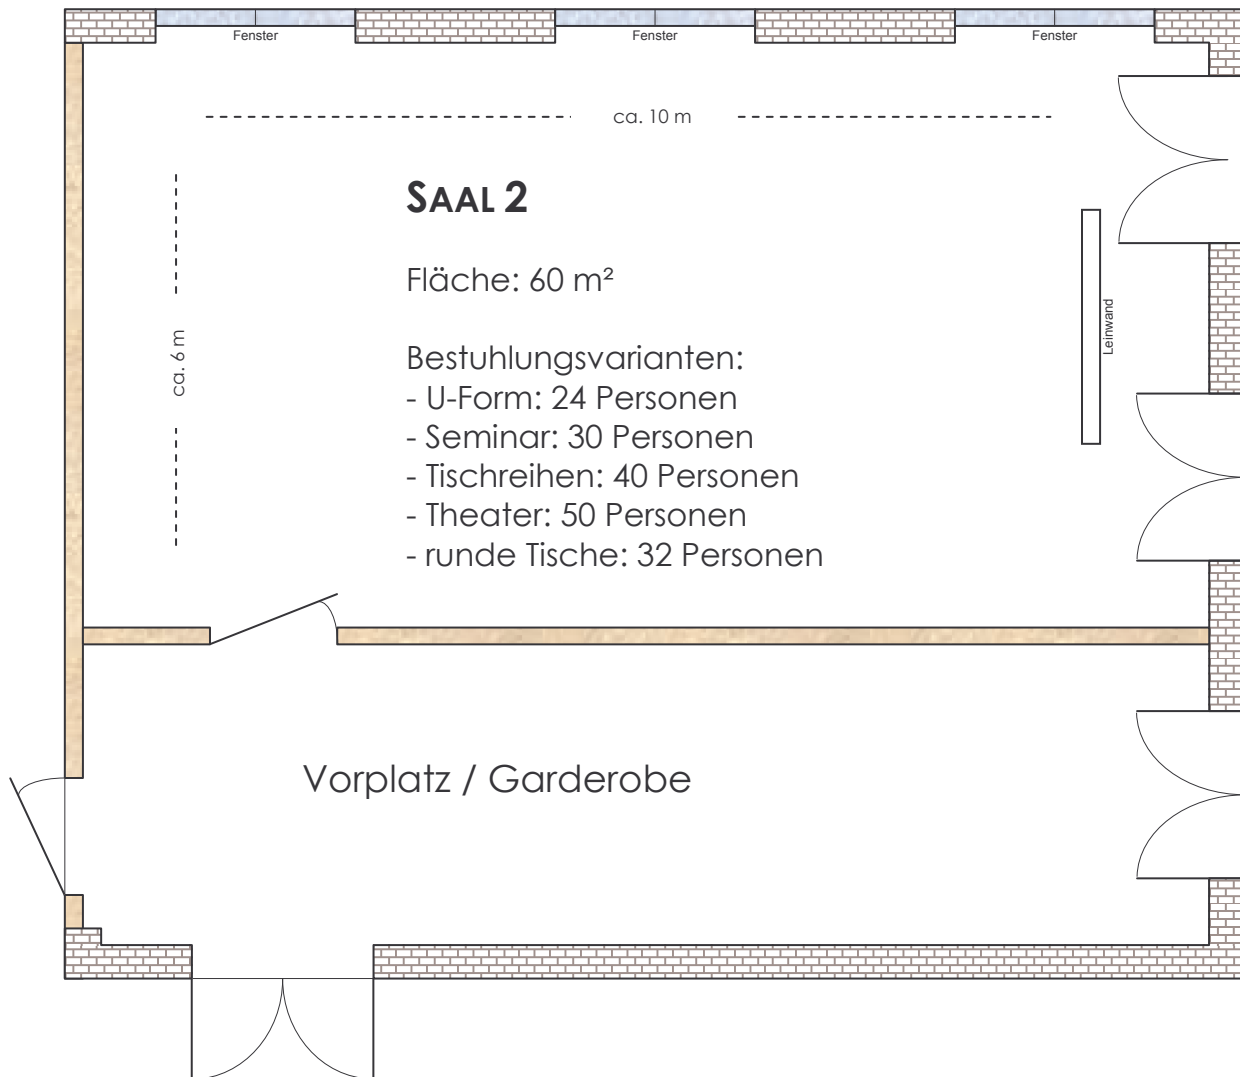 Fenster
Fenster
Fenster
ca. 10 m
SAAL 2
Fläche: 60 m²
ca. 6 m
Leinwand
Bestuhlungsvarianten:
- U-Form: 24 Personen
- Seminar: 30 Personen
- Tischreihen: 40 Personen
- Theater: 50 Personen
- runde Tische: 32 Personen
Vorplatz / Garderobe